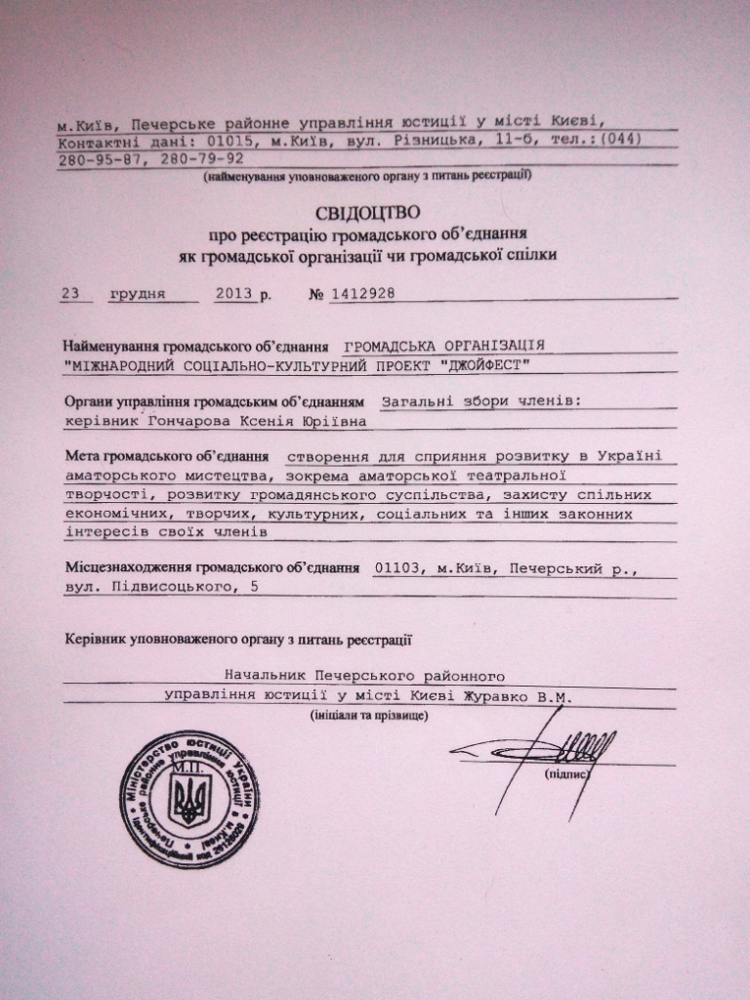 м.Київ, Печерське районне управління юстиції у місті Києві,
Контактні дані: 01015, м.Київ, вул. Різницька, 11-б, тел.:(044)
280-95-87, 280-79-92
(найменування уповноваженого органу з питань реєстрації)
СВІДОЦТВО
про реєстрацію громадського об’єднання
як громадської організації чи громадської спілки
23 грудня 2013 р. № 1412928
Найменування громадського об’єднання ГРОМАДСЬКА ОРГАНІЗАЦІЯ
"МІЖНАРОДНИЙ СОЦІАЛЬНО-КУЛЬТУРНИЙ ПРОЕКТ "ДЖОЙФЕСТ"
Органи управління громадським об’єднанням Загальні збори членів:
керівник Гончарова Ксенія Юріївна
Мета громадського об’єднання створення для сприяння розвитку в Україні
аматорського мистецтва, зокрема аматорської театральної
творчості, розвитку громадянського суспільства, захисту спільних
економічних, творчих, культурних, соціальних та інших законних
інтересів своїх членів
Місцезнаходження громадського об’єднання 01103, м.Київ, Печерський р.,
вул. Підвисоцького, 5
Керівник уповноваженого органу з питань реєстрації
Начальник Печерського районного
управління юстиції у місті Києві Журавко В.М.
(ініціали та прізвище)
(підпис)
М.П.
Міністерство юстиції України
Печерське районне управління юстиції в м.Києві
ідентифікаційний код